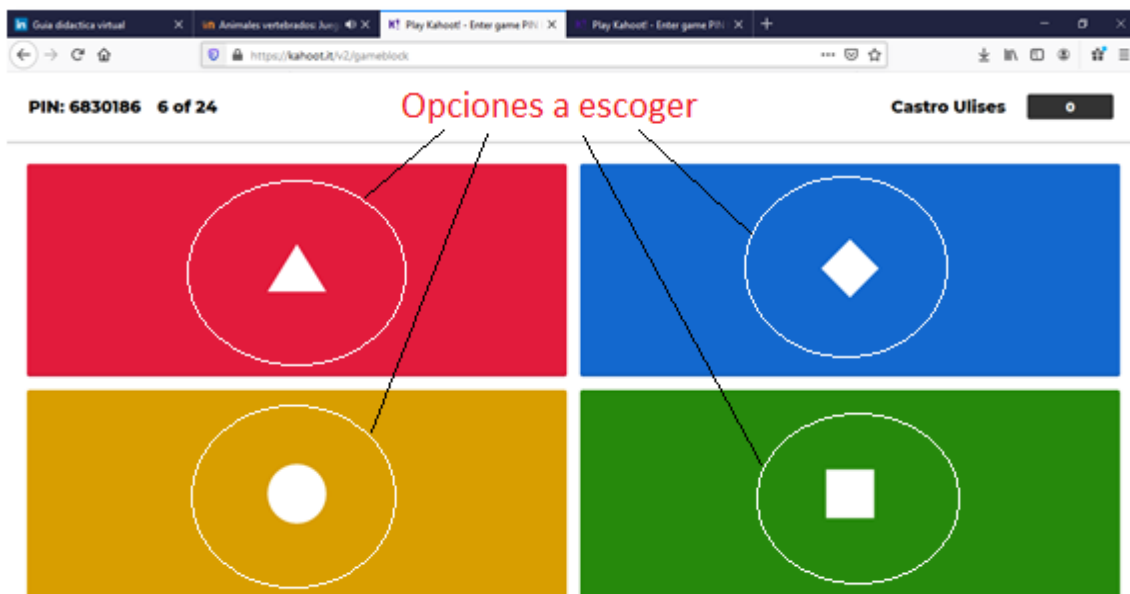 Guia didactica virtual
Animales vertebrados: Jueg
K! Play Kahoot! - Enter game PIN
Play Kahoot! - Enter game PIN
https://kahoot.it/v2/gameblock
PIN: 6830186 6 of 24
Opciones a escoger
Castro Ulises
0